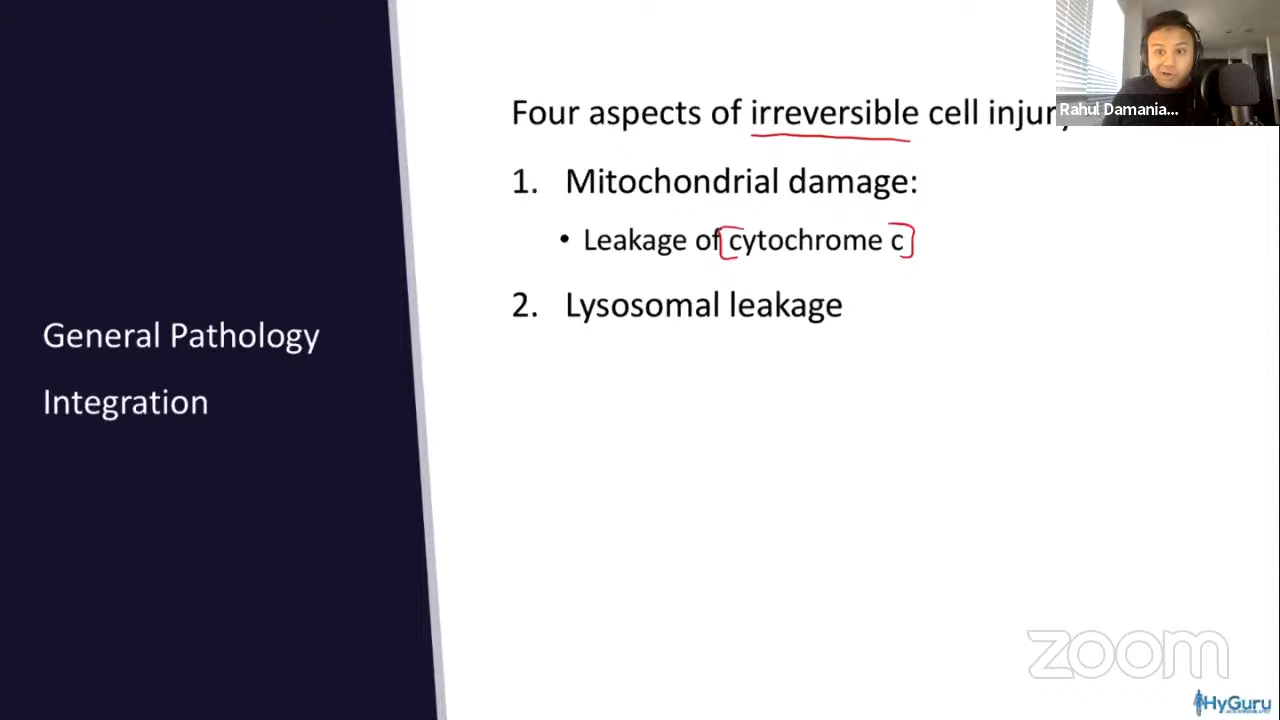 Rahul Damania...
Four aspects of irreversible cell injury
1. Mitochondrial damage:
• Leakage of cytochrome c
2. Lysosomal leakage
General Pathology
Integration
zoom
HyGuru